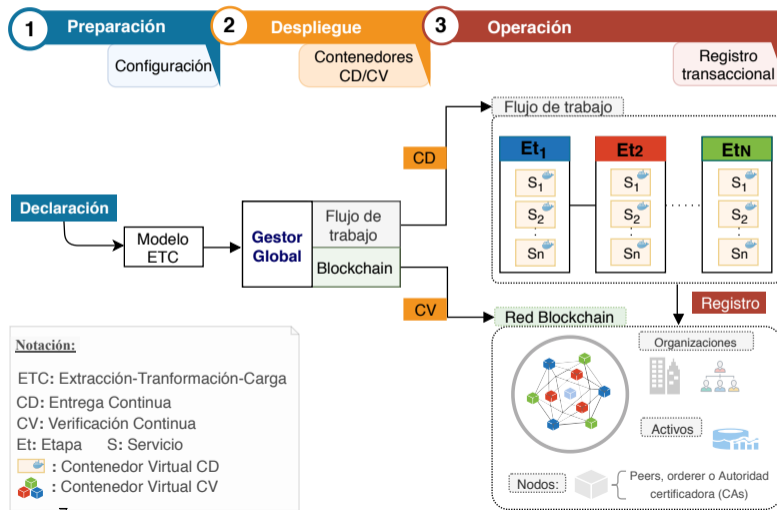 1 Preparación
Configuración
2 Despliegue
Contenedores
CD/CV
3 Operación
Registro
transaccional
Declaración
Modelo
ETC
Gestor
Global
Flujo de
trabajo
Blockchain
CD
CV
Flujo de trabajo
Et1
S1
S2
Sn
Et2
S1
S2
Sn
EtN
S1
S2
Sn
Registro
Red Blockchain
Organizaciones
Activos
Nodos:
Peers, orderer o Autoridad
certificadora (CAs)
Notación:
ETC: Extracción-Tranformación-Carga
CD: Entrega Continua
CV: Verificación Continua
Et: Etapa S: Servicio
: Contenedor Virtual CD
: Contenedor Virtual CV